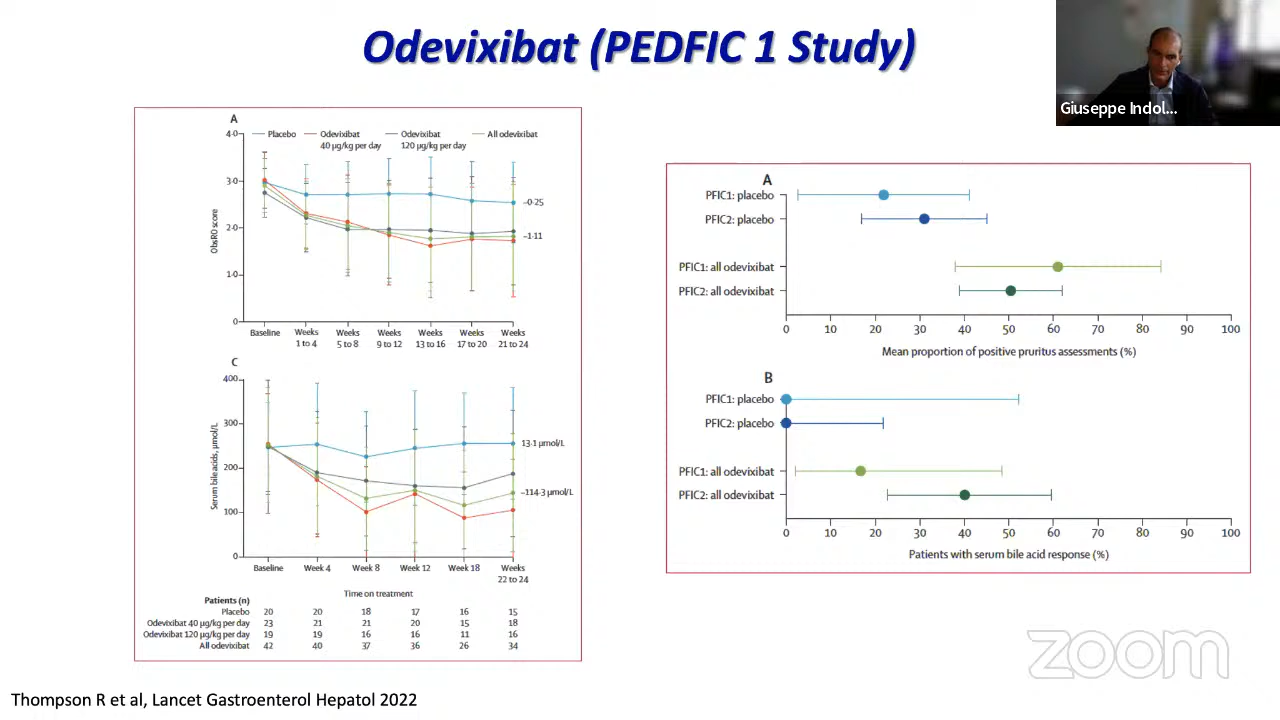 Odevixibat (PEDFIC 1 Study)
Giuseppe Indol...
A
Placebo
Odevixibat
40 µg/kg per day
Odevixibat
120 µg/kg per day
All odevixibat
4·0
3·0
2·0
1·0
0
ObsRO score
–0·25
–1·11
Baseline
Weeks
1 to 4
Weeks
5 to 8
Weeks
9 to 12
Weeks
13 to 16
Weeks
17 to 20
Weeks
21 to 24
C
400
300
200
100
0
Serum bile acids, µmol/L
13·1 µmol/L
–114·3 µmol/L
Baseline
Week 4
Week 8
Week 12
Week 18
Weeks
22 to 24
Time on treatment
Patients (n)
Placebo 20 20 18 17 16 15
Odevixibat 40 µg/kg per day 23 21 21 20 15 18
Odevixibat 120 µg/kg per day 19 19 16 16 11 16
All odevixibat 42 40 37 36 26 34
A
PFIC1: placebo
PFIC2: placebo
PFIC1: all odevixibat
PFIC2: all odevixibat
0 10 20 30 40 50 60 70 80 90 100
Mean proportion of positive pruritus assessments (%)
B
PFIC1: placebo
PFIC2: placebo
PFIC1: all odevixibat
PFIC2: all odevixibat
0 10 20 30 40 50 60 70 80 90 100
Patients with serum bile acid response (%)
zoom
Thompson R et al, Lancet Gastroenterol Hepatol 2022